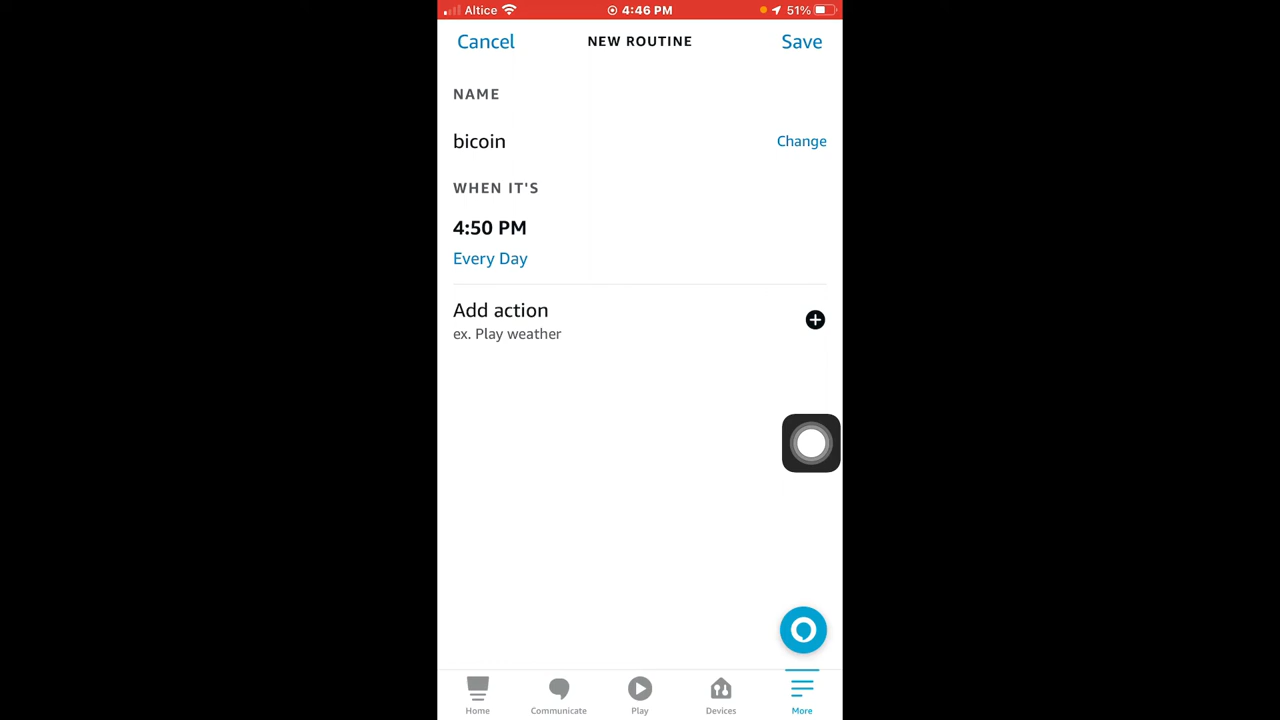 Altice 4:46 PM 51%
Cancel NEW ROUTINE Save
NAME
bicoin Change
WHEN IT'S
4:50 PM
Every Day
Add action
ex. Play weather
Home Communicate Play Devices More